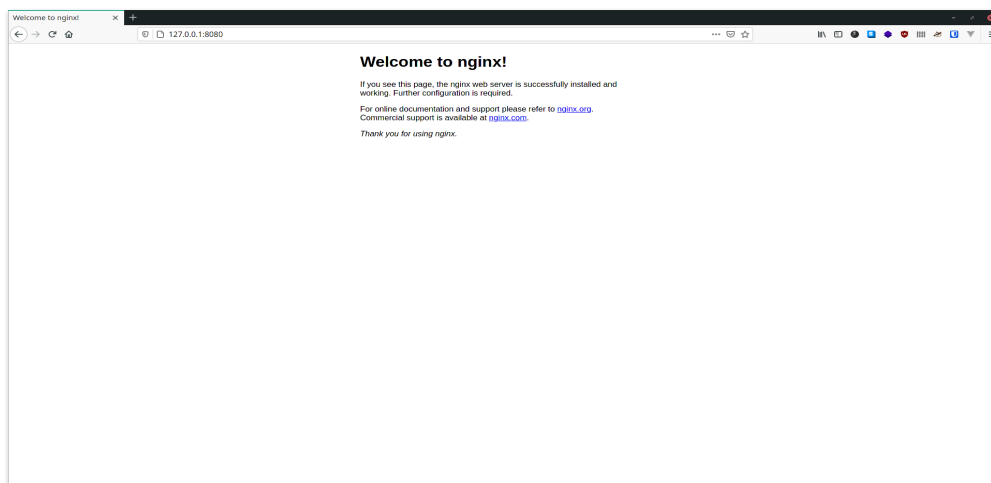 Welcome to nginx!
127.0.0.1:8080
Welcome to nginx!
If you see this page, the nginx web server is successfully installed and
working. Further configuration is required.
For online documentation and support please refer to nginx.org.
Commercial support is available at nginx.com.
Thank you for using nginx.